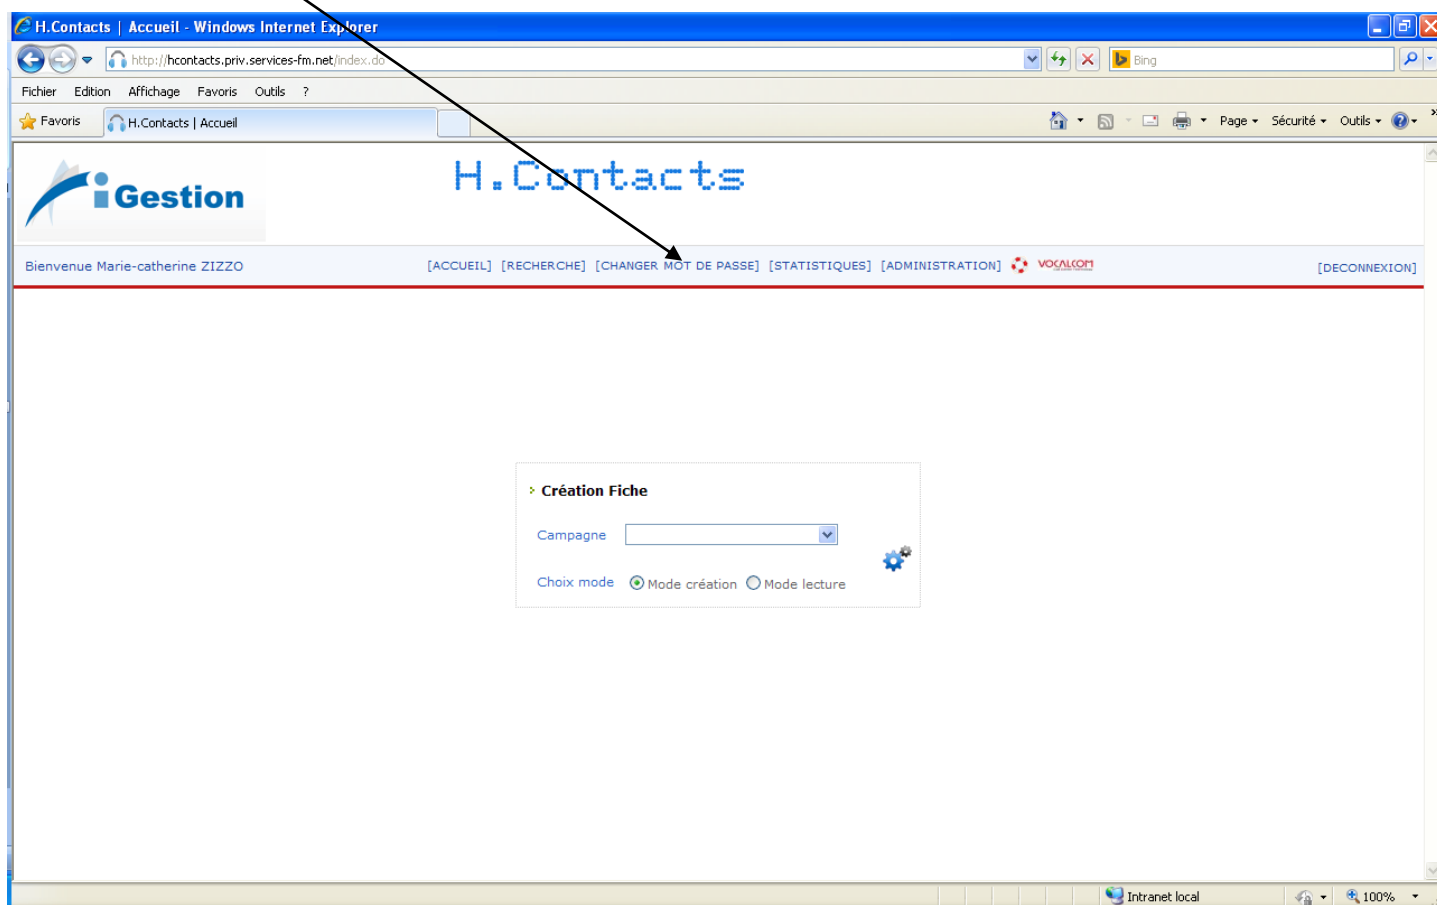 H.Contacts | Accueil - Windows Internet Explorer
http://hcontacts.priv.services-fm.net/index.do
Bing
Fichier Edition Affichage Favoris Outils ?
Favoris
H.Contacts | Accueil
Page
Sécurité
Outils
iGestion
H.Contacts
Bienvenue Marie-catherine ZIZZO
[ACCUEIL] [RECHERCHE] [CHANGER MOT DE PASSE] [STATISTIQUES] [ADMINISTRATION]
VOCALCOM
[DECONNEXION]
Création Fiche
Campagne
Choix mode
Mode création
Mode lecture
Intranet local
100%